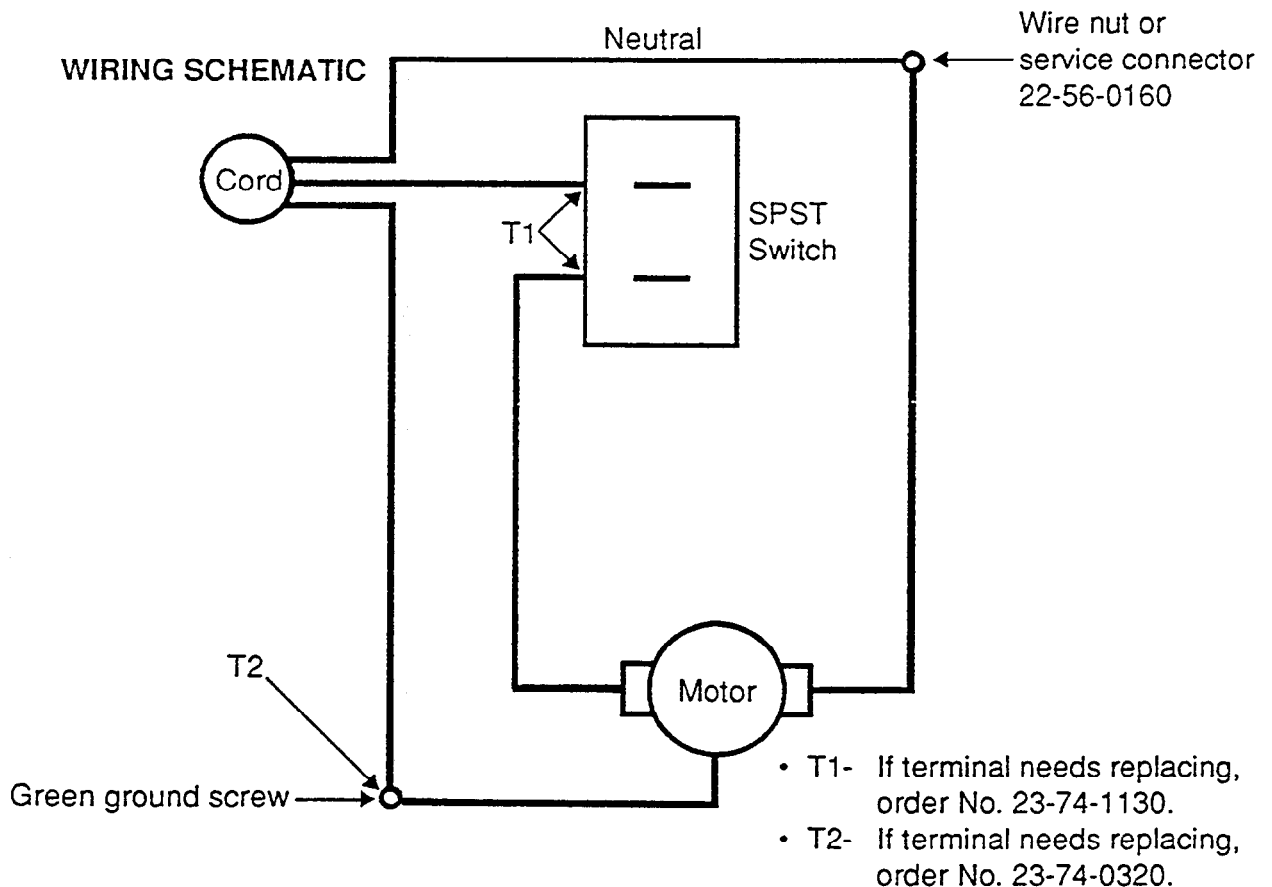 WIRING SCHEMATIC
Neutral
Wire nut or
service connector
22-56-0160
Cord
T1
SPST
Switch
T2
Motor
Green ground screw
• T1- If terminal needs replacing,
order No. 23-74-1130.
• T2- If terminal needs replacing,
order No. 23-74-0320.